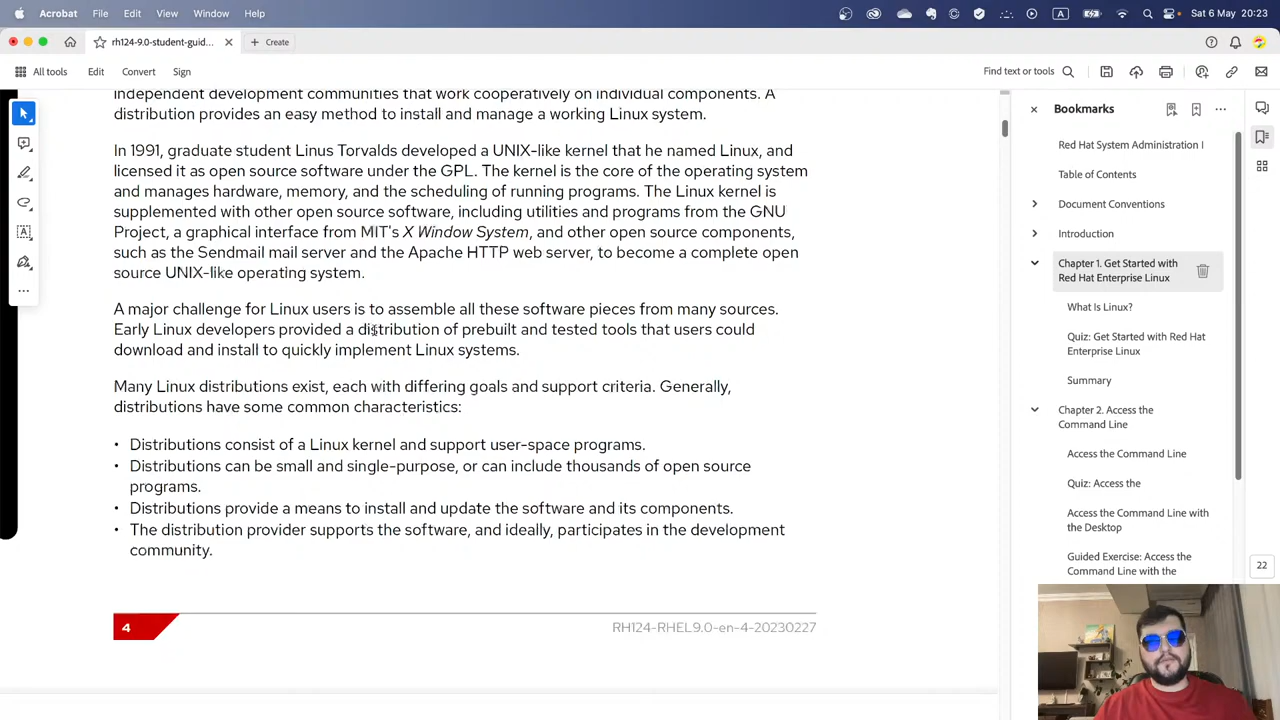 Acrobat File Edit View Window Help A Sat 6 May 20:23
rh124-9.0-student-guid... Create
All tools Edit Convert Sign Find text or tools
independent development communities that work cooperatively on individual components. A
distribution provides an easy method to install and manage a working Linux system.
In 1991, graduate student Linus Torvalds developed a UNIX-like kernel that he named Linux, and
licensed it as open source software under the GPL. The kernel is the core of the operating system
and manages hardware, memory, and the scheduling of running programs. The Linux kernel is
supplemented with other open source software, including utilities and programs from the GNU
Project, a graphical interface from MIT's X Window System, and other open source components,
such as the Sendmail mail server and the Apache HTTP web server, to become a complete open
source UNIX-like operating system.
A major challenge for Linux users is to assemble all these software pieces from many sources.
Early Linux developers provided a distribution of prebuilt and tested tools that users could
download and install to quickly implement Linux systems.
Many Linux distributions exist, each with differing goals and support criteria. Generally,
distributions have some common characteristics:
• Distributions consist of a Linux kernel and support user-space programs.
• Distributions can be small and single-purpose, or can include thousands of open source
programs.
• Distributions provide a means to install and update the software and its components.
• The distribution provider supports the software, and ideally, participates in the development
community.
4 RH124-RHEL9.0-en-4-20230227
Bookmarks
Red Hat System Administration I
Table of Contents
Document Conventions
Introduction
Chapter 1. Get Started with
Red Hat Enterprise Linux
What Is Linux?
Quiz: Get Started with Red Hat
Enterprise Linux
Summary
Chapter 2. Access the
Command Line
Access the Command Line
Quiz: Access the
Access the Command Line with
the Desktop
Guided Exercise: Access the
Command Line with the
22